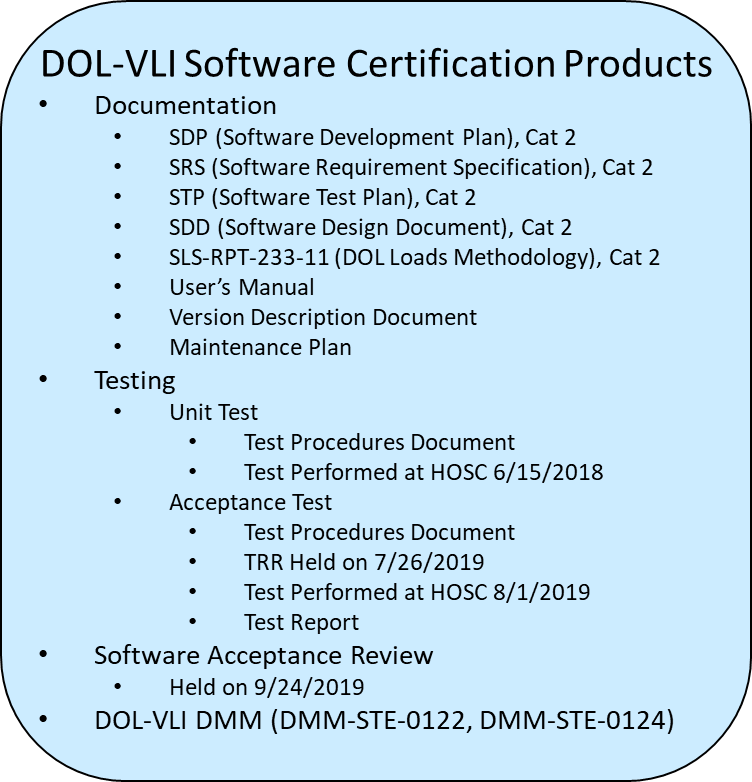 DOL-VLI Software Certification Products
• Documentation
• SDP (Software Development Plan), Cat 2
• SRS (Software Requirement Specification), Cat 2
• STP (Software Test Plan), Cat 2
• SDD (Software Design Document), Cat 2
• SLS-RPT-233-11 (DOL Loads Methodology), Cat 2
• User’s Manual
• Version Description Document
• Maintenance Plan
• Testing
• Unit Test
• Test Procedures Document
• Test Performed at HOSC 6/15/2018
• Acceptance Test
• Test Procedures Document
• TRR Held on 7/26/2019
• Test Performed at HOSC 8/1/2019
• Test Report
• Software Acceptance Review
• Held on 9/24/2019
• DOL-VLI DMM (DMM-STE-0122, DMM-STE-0124)